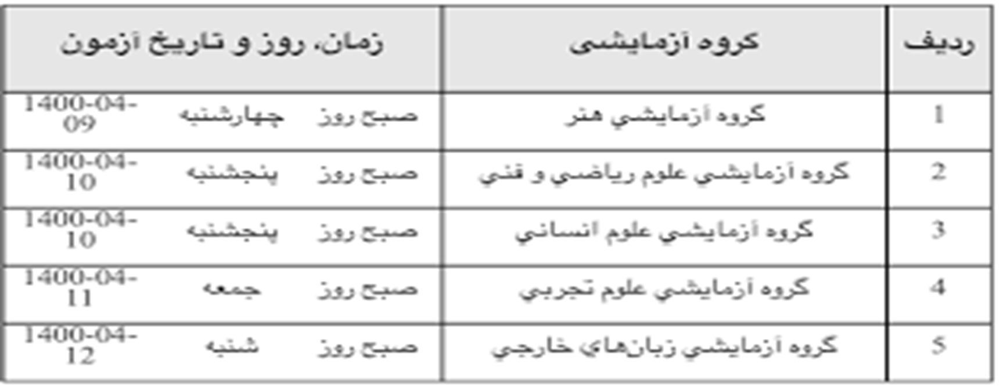 ردیف گروه آزمایشی زمان، روز و تاریخ آزمون
1 گروه آزمايشي هنر صبح روز چهارشنبه 1400-04-09
2 گروه آزمايشي علوم رياضي و فني صبح روز پنجشنبه 1400-04-10
3 گروه آزمايشي علوم انساني صبح روز پنجشنبه 1400-04-10
4 گروه آزمايشي علوم تجربي صبح روز جمعه 1400-04-11
5 گروه آزمايشي زبان‌هاي خارجي صبح روز شنبه 1400-04-12